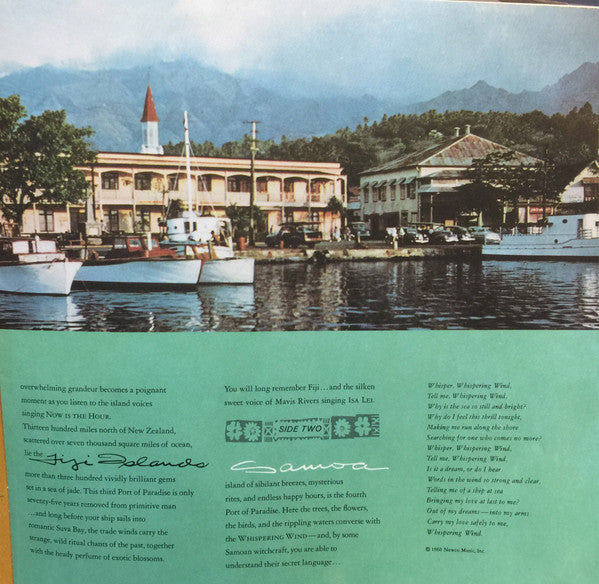 overwhelming grandeur becomes a poignant
moment as you listen to the island voices
singing NOW IS THE HOUR.
Thirteen hundred miles north of New Zealand,
scattered over seven thousand square miles of ocean,
lie the Fiji Islands
more than three hundred vividly brilliant gems
set in a sea of jade. This third Port of Paradise is only
seventy-five years removed from primitive man
...and long before your ship sails into
romantic Suva Bay, the trade winds carry the
strange, wild ritual chants of the past, together
with the heady perfume of exotic blossoms.
You will long remember Fiji...and the silken
sweet voice of Mavis Rivers singing ISA LEI.
SIDE TWO
Samoa
island of sibilant breezes, mysterious
rites, and endless happy hours, is the fourth
Port of Paradise. Here the trees, the flowers,
the birds, and the rippling waters converse with
the WHISPERING WIND—and, by some
Samoan witchcraft, you are able to
understand their secret language...
Whisper, Whispering Wind,
Tell me, Whispering Wind,
Why is the sea so still and bright?
Why do I feel this thrill tonight,
Making me run along the shore
Searching for one who comes no more?
Whisper, Whispering Wind,
Tell me, Whispering Wind,
Is it a dream, or do I hear
Words in the wind so strong and clear,
Telling me of a ship at sea
Bringing my love at last to me?
Out of my dreams—into my arms
Carry my love safely to me,
Whispering Wind.
© 1960 Newco Music, Inc.